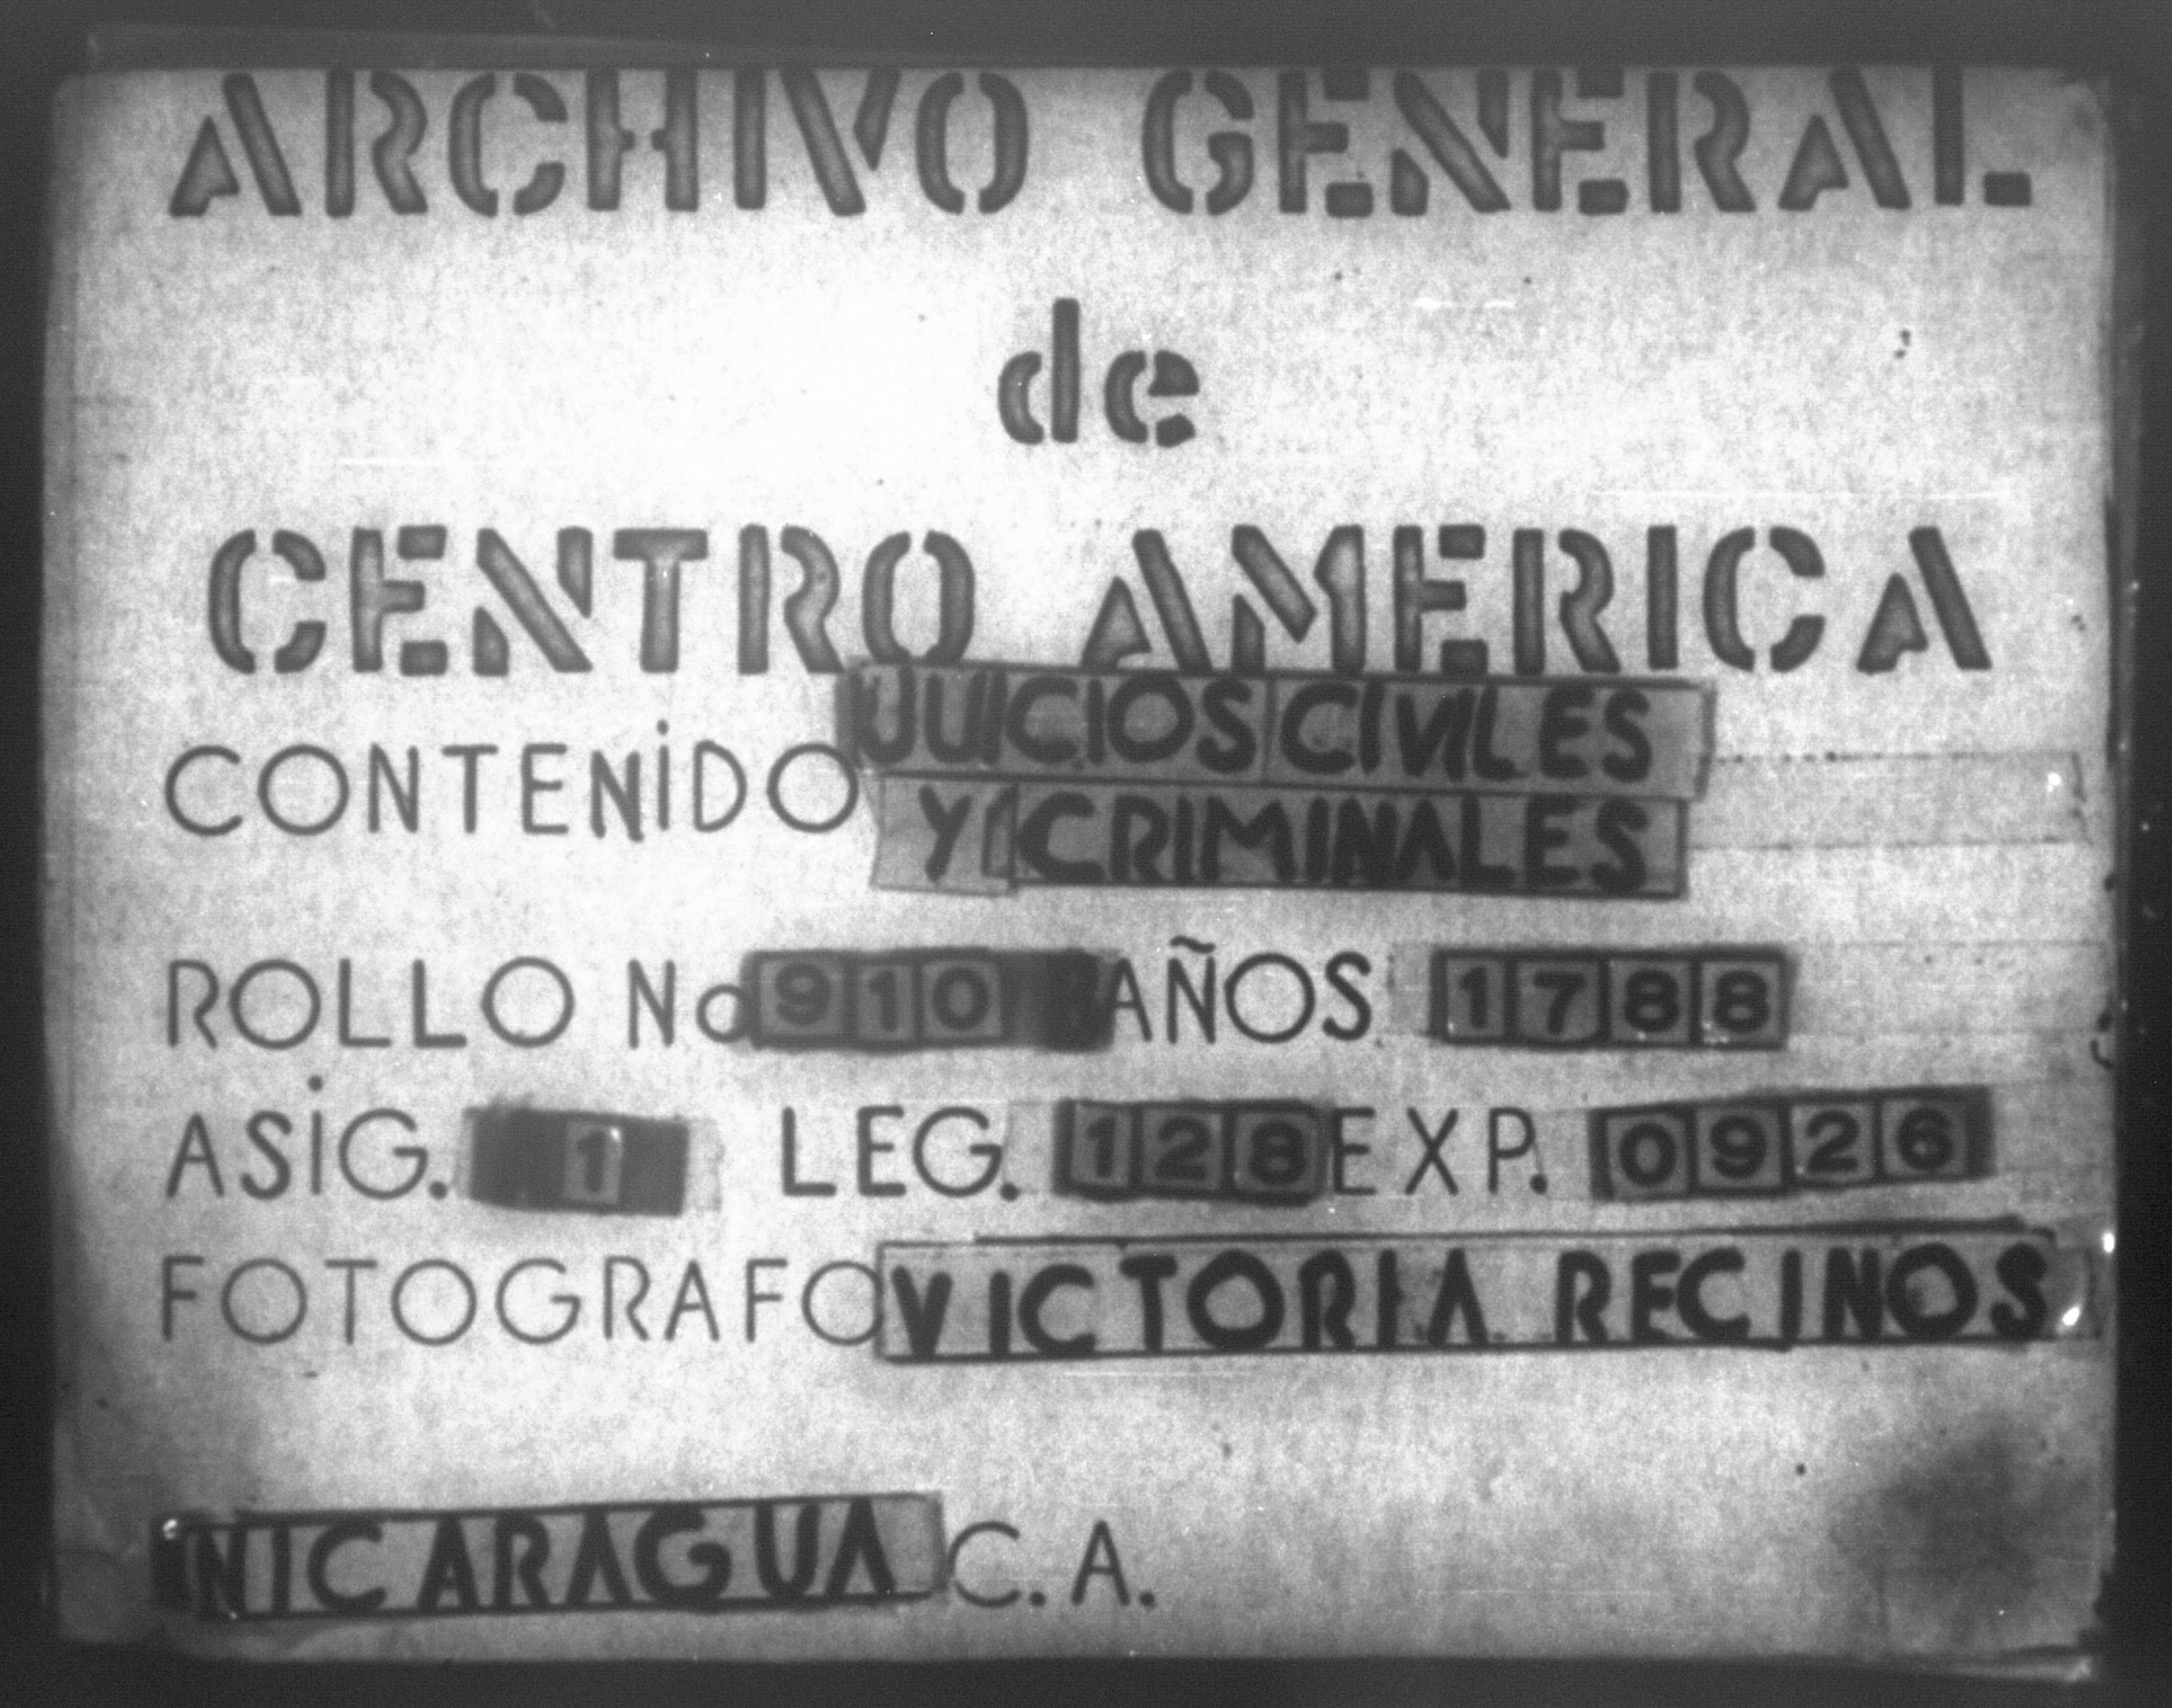 ARCHIVO GENERAL
de
CENTRO AMERICA
CONTENIDO JUICIOS CIVILES
Y CRIMINALES
ROLLO No 910 AÑOS 1788
ASIG. 1 LEG. 128 EXP. 0926
FOTOGRAFO VICTORIA RECINOS
NICARAGUA C. A.